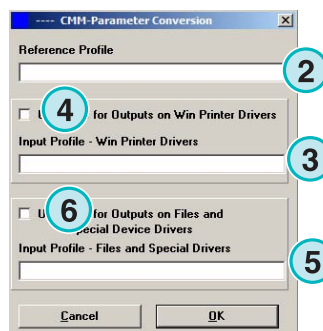 ---- CMM-Parameter Conversion
Reference Profile
2
4
for Outputs on Win Printer Drivers
Input Profile - Win Printer Drivers
3
6
for Outputs on Files and
Device Drivers
Input Profile - Files and Special Drivers
5
Cancel OK